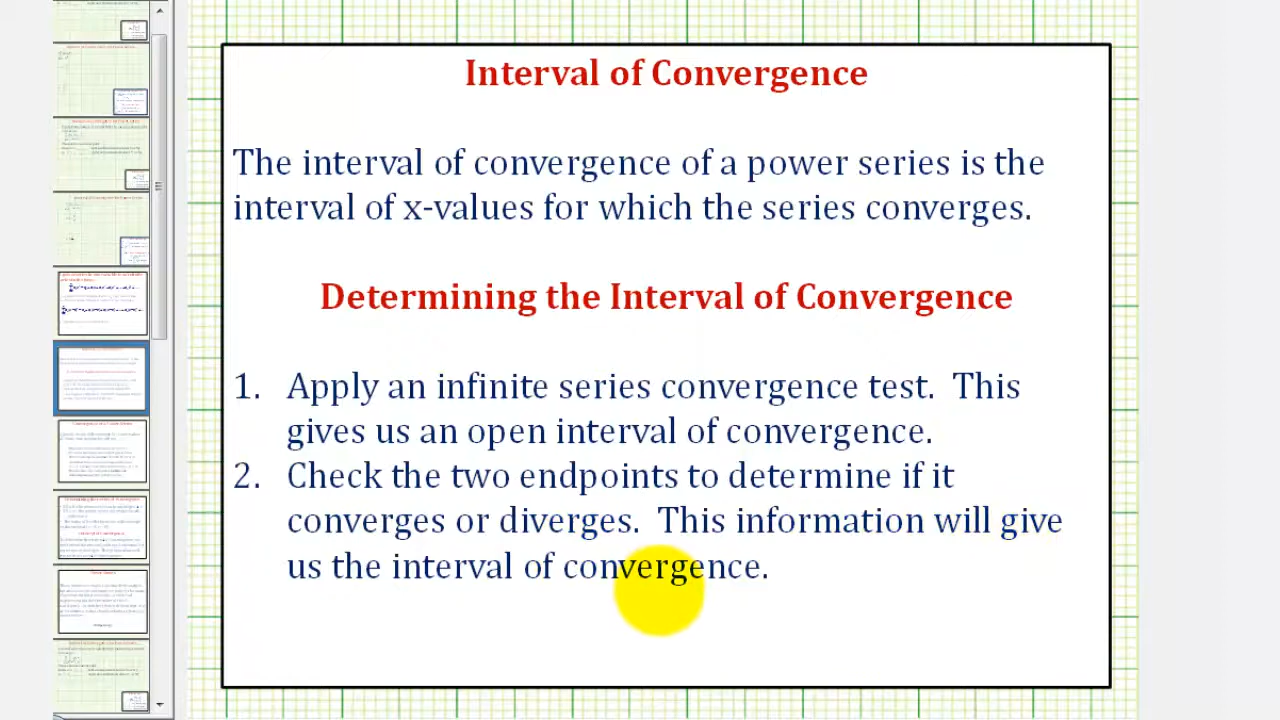 Interval of Convergence
The interval of convergence of a power series is the
interval of x-values for which the series converges.
Determining the Interval of Convergence
1. Apply an infinite series convergence test. This
gives us an open interval of convergence.
2. Check the two endpoints to determine if it
converges or diverges. This information will give
us the interval of convergence.